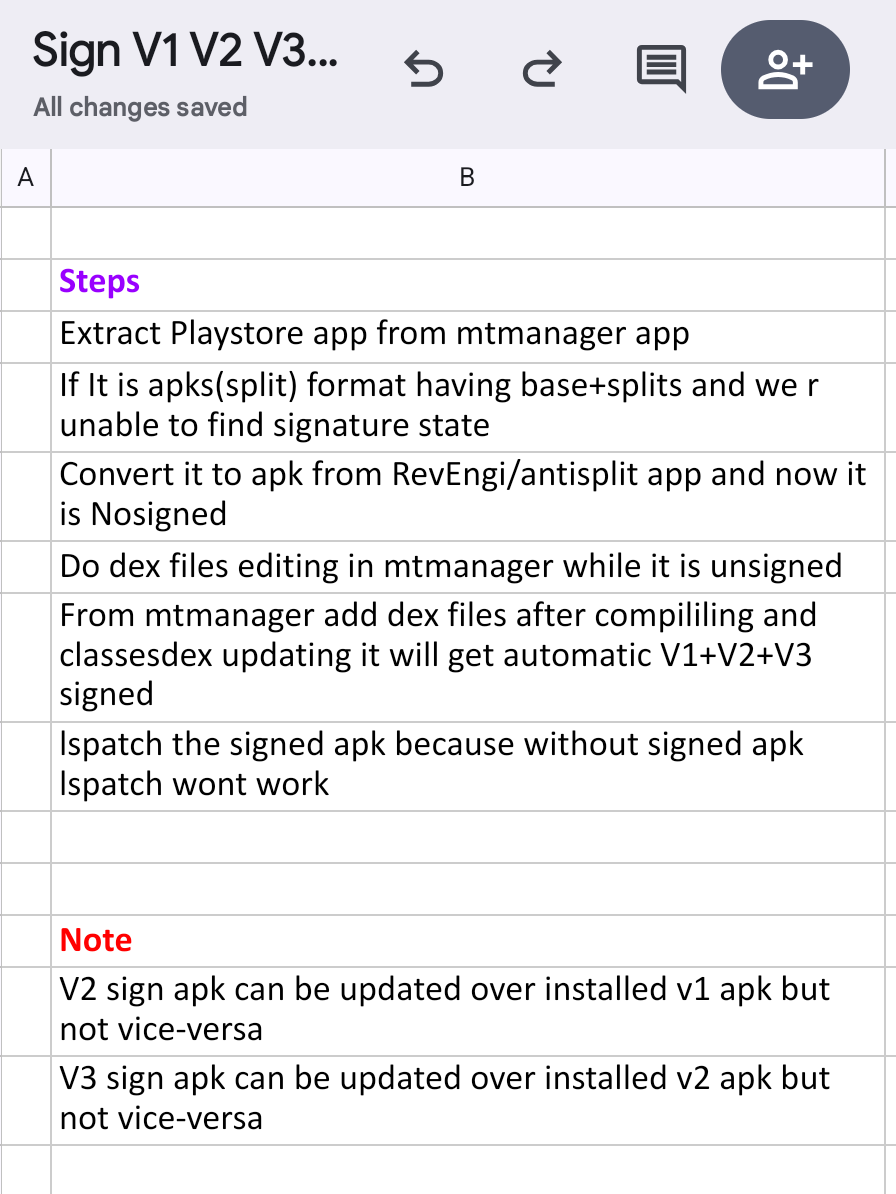 Sign V1 V2 V3...
All changes saved
A
B
Steps
Extract Playstore app from mtmanager app
If It is apks(split) format having base+splits and we r
unable to find signature state
Convert it to apk from RevEngi/antisplit app and now it
is Nosigned
Do dex files editing in mtmanager while it is unsigned
From mtmanager add dex files after compililing and
classesdex updating it will get automatic V1+V2+V3
signed
lspatch the signed apk because without signed apk
lspatch wont work
Note
V2 sign apk can be updated over installed v1 apk but
not vice-versa
V3 sign apk can be updated over installed v2 apk but
not vice-versa